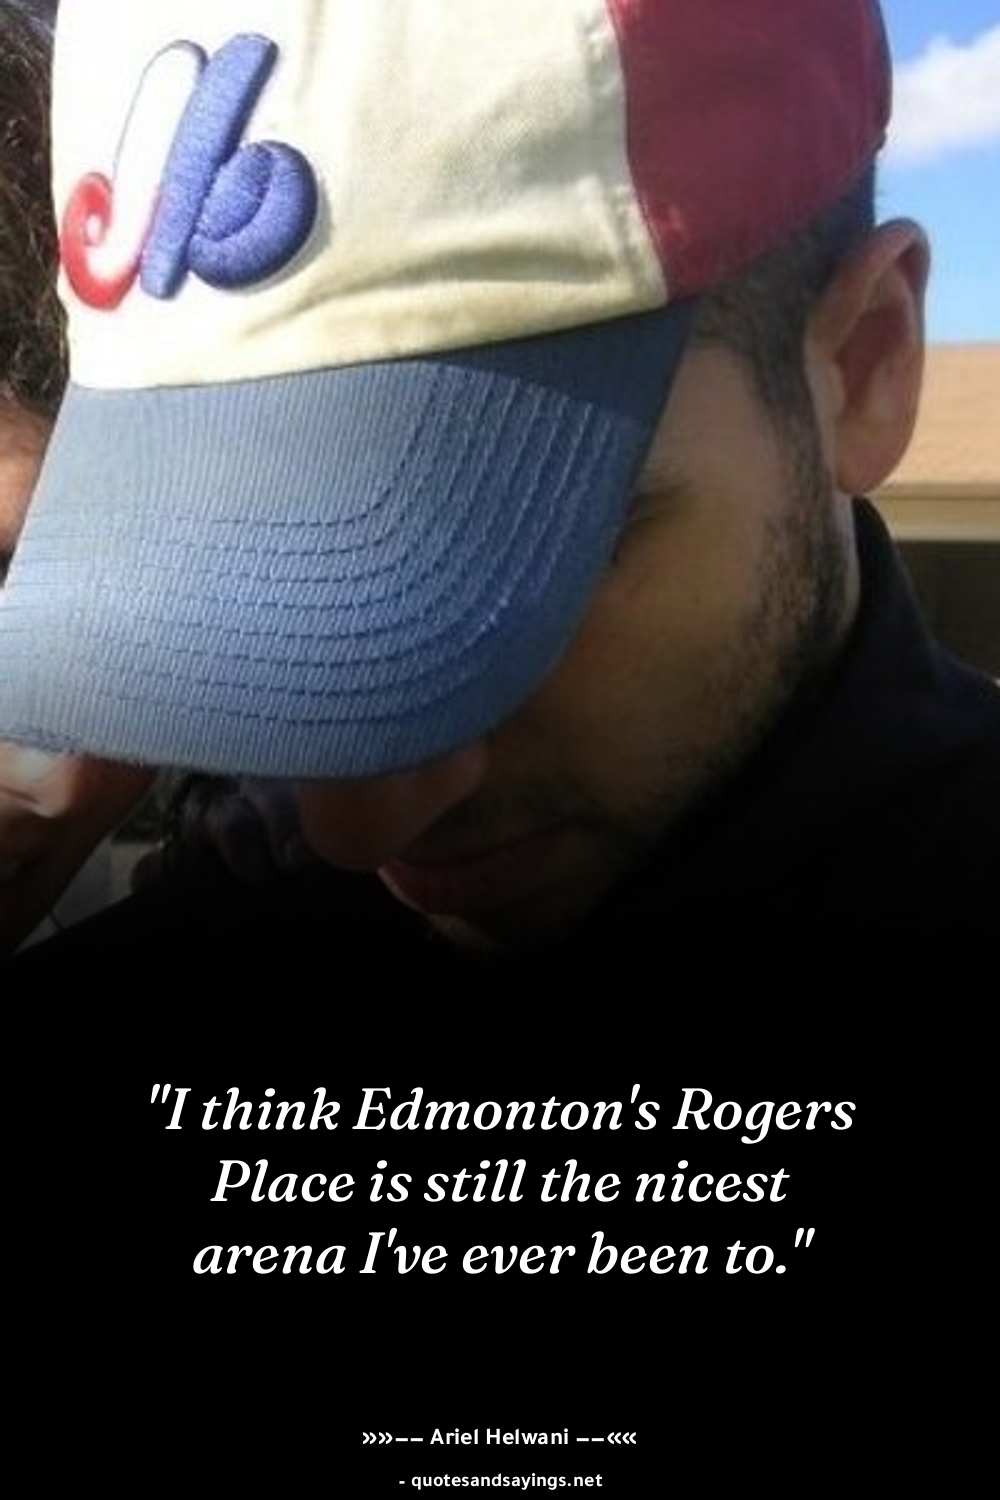 "I think Edmonton's Rogers
Place is still the nicest
arena I've ever been to."
»»–– Ariel Helwani ––««
- quotesandsayings.net